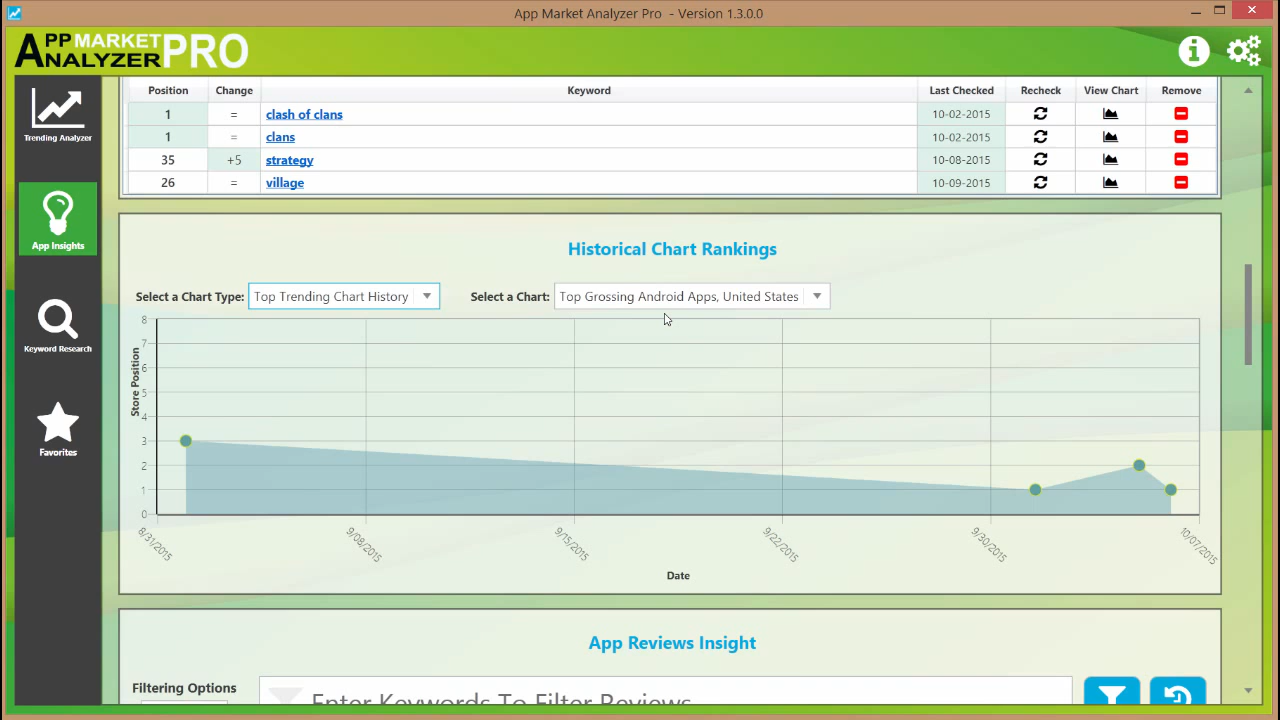 App Market Analyzer Pro - Version 1.3.0.0
APP MARKET ANALYZER PRO
Position Change Keyword Last Checked Recheck View Chart Remove
1 = clash of clans 10-02-2015
1 = clans 10-02-2015
35 +5 strategy 10-08-2015
26 = village 10-09-2015
Trending Analyzer
App Insights
Keyword Research
Favorites
Historical Chart Rankings
Select a Chart Type: Top Trending Chart History Select a Chart: Top Grossing Android Apps, United States
Store Position
8
7
6
5
4
3
2
1
0
8/31/2015 9/08/2015 9/15/2015 9/22/2015 9/30/2015 10/07/2015
Date
App Reviews Insight
Filtering Options
Enter Keywords To Filter Reviews